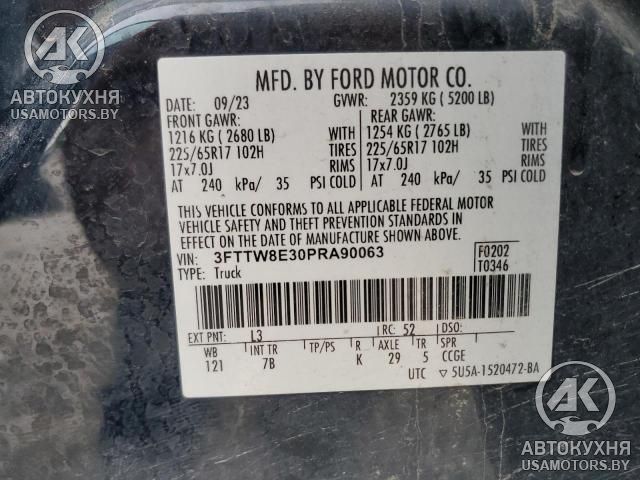 АК
АВТОКУХНЯ
USAMOTORS.BY
MFD. BY FORD MOTOR CO.
DATE: 09/23 GVWR: 2359 KG ( 5200 LB)
FRONT GAWR: REAR GAWR:
1216 KG ( 2680 LB) WITH 1254 KG ( 2765 LB) WITH
225/65R17 102H TIRES 225/65R17 102H TIRES
17x7.0J RIMS 17x7.0J RIMS
AT 240 kPa/ 35 PSI COLD AT 240 kPa/ 35 PSI COLD
THIS VEHICLE CONFORMS TO ALL APPLICABLE FEDERAL MOTOR
VEHICLE SAFETY AND THEFT PREVENTION STANDARDS IN
EFFECT ON THE DATE OF MANUFACTURE SHOWN ABOVE.
VIN: 3FTTW8E30PRA90063 F0202
TYPE: Truck T0346
EXT PNT: L3 RC: 52 DSO:
WB INT TR TP/PS R AXLE TR SPR
121 7B K 29 5 CCGE
UTC ▽ 5U5A-1520472-BA
АК
АВТОКУХНЯ
USAMOTORS.BY